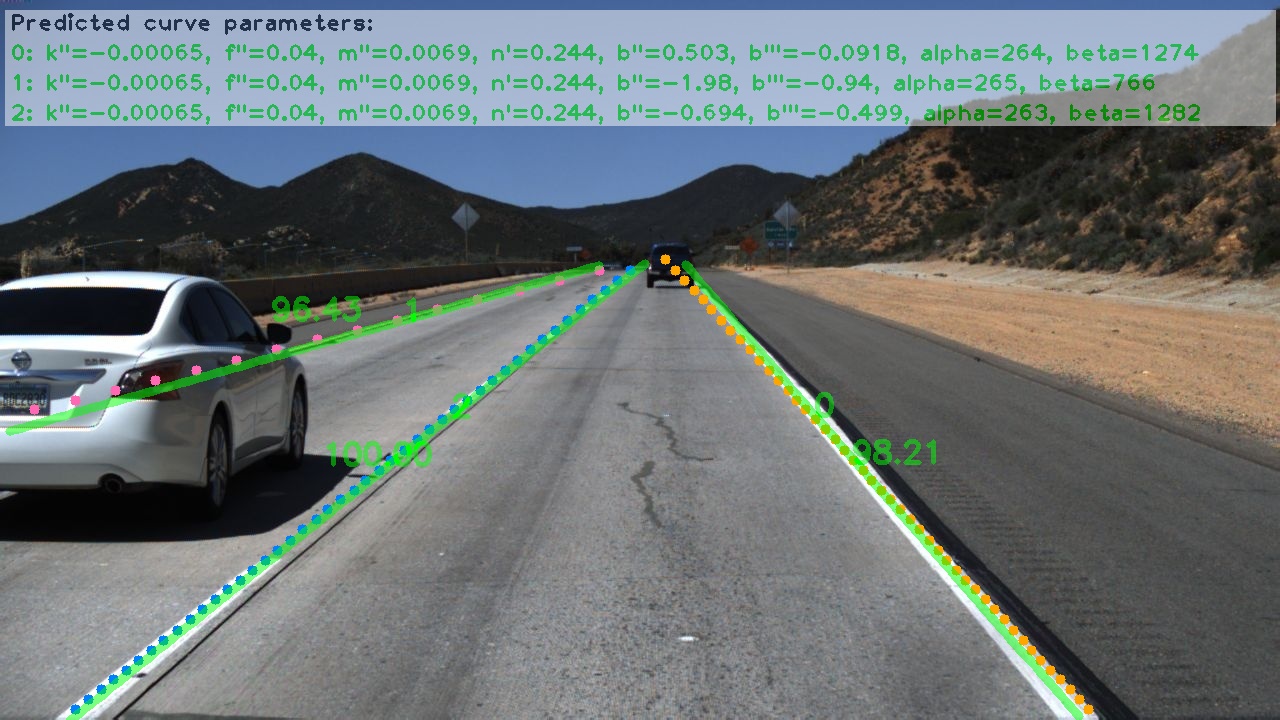 Predicted curve parameters:
0: k''=-0.00065, f''=0.04, m''=0.0069, n'=0.244, b''=0.503, b'''=-0.0918, alpha=264, beta=1274
1: k''=-0.00065, f''=0.04, m''=0.0069, n'=0.244, b''=-1.98, b'''=-0.94, alpha=265, beta=766
2: k''=-0.00065, f''=0.04, m''=0.0069, n'=0.244, b''=-0.694, b'''=-0.499, alpha=263, beta=1282
96.43
1
2
0
100.00
98.21